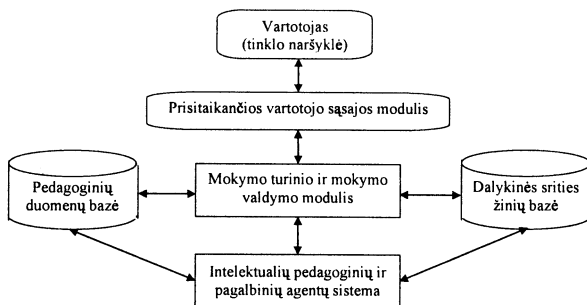 Vartotojas
(tinklo naršyklė)
Prisitaikančios vartotojo sąsajos modulis
Pedagoginių
duomenų bazė
Mokymo turinio ir mokymo
valdymo modulis
Dalykinės srities
žinių bazė
Intelektualių pedagoginių ir
pagalbinių agentų sistema